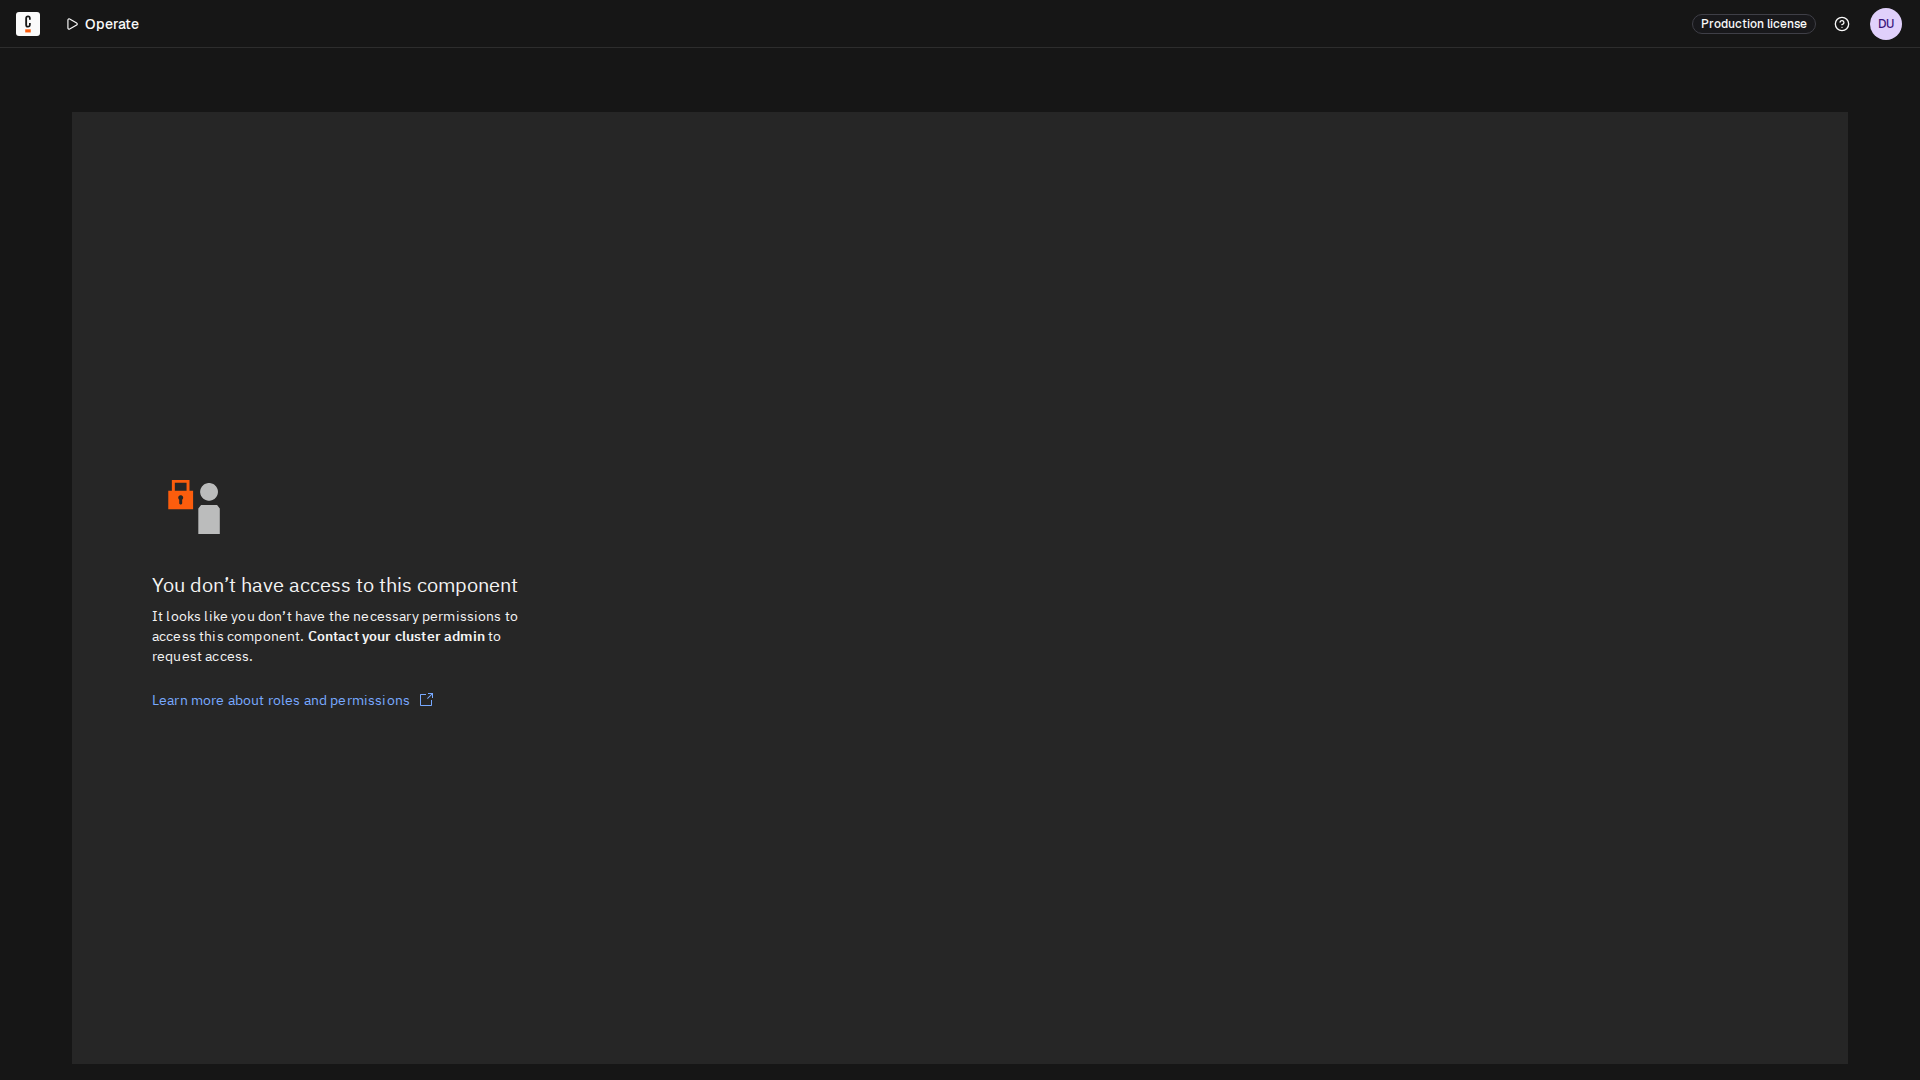 Operate
Production license
DU
You don't have access to this component
It looks like you don't have the necessary permissions to
access this component. Contact your cluster admin to
request access.
Learn more about roles and permissions